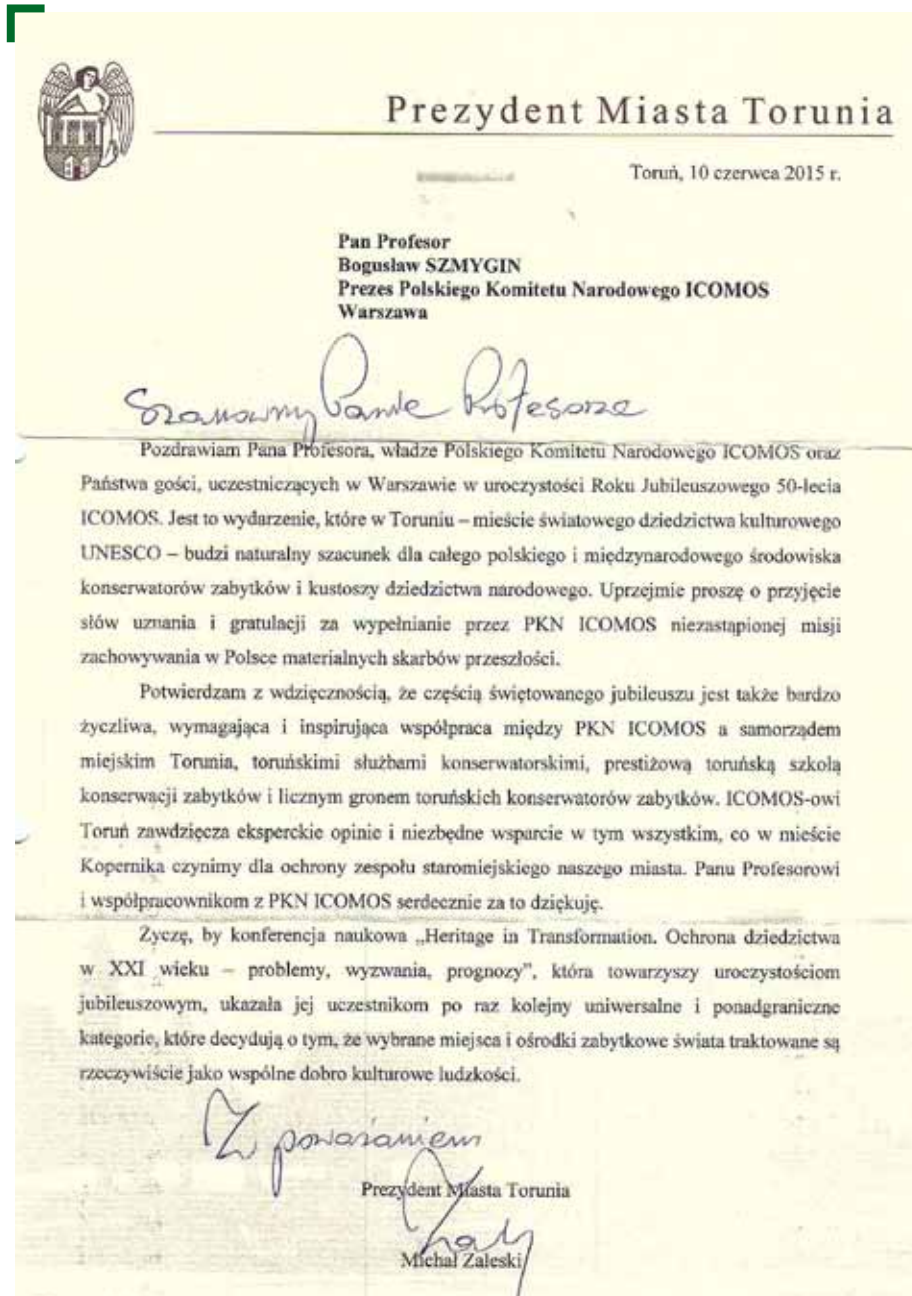 Prezydent Miasta Torunia
Toruń, 10 czerwca 2015 r.
Pan Profesor
Bogusław SZMYGIN
Prezes Polskiego Komitetu Narodowego ICOMOS
Warszawa
Szanowny Panie Profesorze
Pozdrawiam Pana Profesora, władze Polskiego Komitetu Narodowego ICOMOS oraz
Państwa gości, uczestniczących w Warszawie w uroczystości Roku Jubileuszowego 50-lecia
ICOMOS. Jest to wydarzenie, które w Toruniu – mieście światowego dziedzictwa kulturowego
UNESCO – budzi naturalny szacunek dla całego polskiego i międzynarodowego środowiska
konserwatorów zabytków i kustoszy dziedzictwa narodowego. Uprzejmie proszę o przyjęcie
słów uznania i gratulacji za wypełnianie przez PKN ICOMOS niezastąpionej misji
zachowywania w Polsce materialnych skarbów przeszłości.
Potwierdzam z wdzięcznością, że częścią świętowanego jubileuszu jest także bardzo
życzliwa, wymagająca i inspirująca współpraca między PKN ICOMOS a samorządem
miejskim Torunia, toruńskimi służbami konserwatorskimi, prestiżową toruńską szkołą
konserwacji zabytków i licznym gronem toruńskich konserwatorów zabytków. ICOMOS-owi
Toruń zawdzięcza eksperckie opinie i niezbędne wsparcie w tym wszystkim, co w mieście
Kopernika czynimy dla ochrony zespołu staromiejskiego naszego miasta. Panu Profesorowi
i współpracownikom z PKN ICOMOS serdecznie za to dziękuję.
Życzę, by konferencja naukowa „Heritage in Transformation. Ochrona dziedzictwa
w XXI wieku – problemy, wyzwania, prognozy”, która towarzyszy uroczystościom
jubileuszowym, ukazała jej uczestnikom po raz kolejny uniwersalne i ponadgraniczne
kategorie, które decydują o tym, że wybrane miejsca i ośrodki zabytkowe świata traktowane są
rzeczywiście jako wspólne dobro kulturowe ludzkości.
Z poważaniem
Prezydent Miasta Torunia
Michał Zaleski